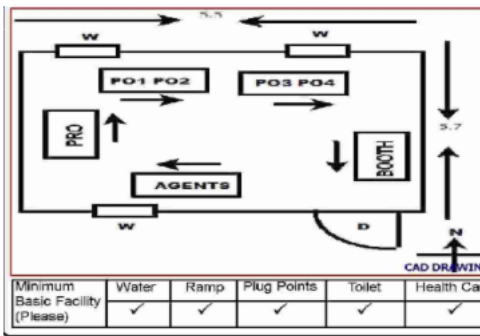 5.5
W
W
PO1 PO2
PO3 PO4
5.7
PRO
BOOTH
AGENTS
W
D
N
CAD DRAWIN
Minimum Basic Facility (Please) Water Ramp Plug Points Toilet Health Ca
✓ ✓ ✓ ✓ ✓